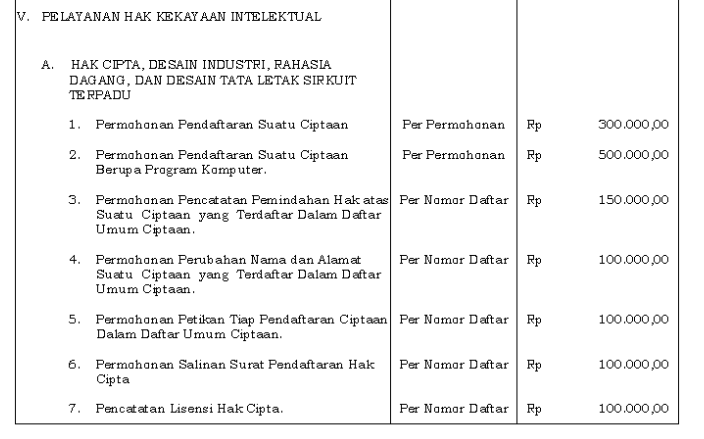 V. PELAYANAN HAK KEKAYAAN INTELEKTUAL
A. HAK CIPTA, DESAIN INDUSTRI, RAHASIA
DAGANG, DAN DESAIN TATA LETAK SIRKUIT
TERPADU
1. Permohonan Pendaftaran Suatu Ciptaan Per Permohonan Rp 300.000,00
2. Permohonan Pendaftaran Suatu Ciptaan Per Permohonan Rp 500.000,00
Berupa Program Komputer.
3. Permohonan Pencatatan Pemindahan Hak atas Per Nomor Daftar Rp 150.000,00
Suatu Ciptaan yang Terdaftar Dalam Daftar
Umum Ciptaan.
4. Permohonan Perubahan Nama dan Alamat Per Nomor Daftar Rp 100.000,00
Suatu Ciptaan yang Terdaftar Dalam Daftar
Umum Ciptaan.
5. Permohonan Petikan Tiap Pendaftaran Ciptaan Per Nomor Daftar Rp 100.000,00
Dalam Daftar Umum Ciptaan.
6. Permohonan Salinan Surat Pendaftaran Hak Per Nomor Daftar Rp 100.000,00
Cipta
7. Pencatatan Lisensi Hak Cipta. Per Nomor Daftar Rp 100.000,00